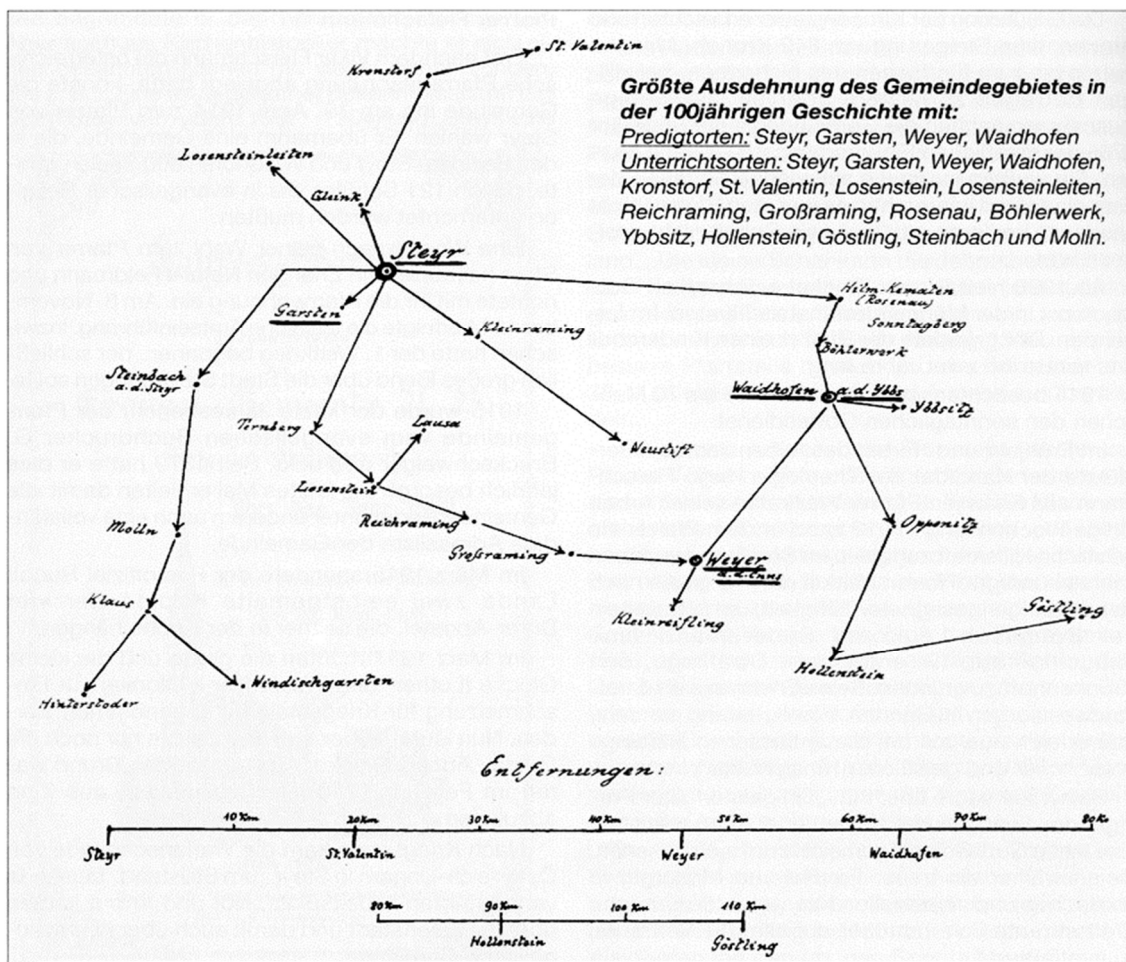 Größte Ausdehnung des Gemeindegebietes in
der 100jährigen Geschichte mit:
Predigtorten: Steyr, Garsten, Weyer, Waidhofen
Unterrichtsorten: Steyr, Garsten, Weyer, Waidhofen,
Kronstorf, St. Valentin, Losenstein, Losensteinleiten,
Reichraming, Großraming, Rosenau, Böhlerwerk,
Ybbsitz, Hollenstein, Göstling, Steinbach und Molln.
St. Valentin
Kronstorf
Losensteinleiten
Gleink
Steyr
Garsten
Kleinraming
Hilm-Kematen
(Rosenau)
Sonntagberg
Böhlerwerk
Waidhofen a. d. Ybbs
Ybbsitz
Steinbach
a. d. Steyr
Ternberg
Lausa
Neustift
Losenstein
Reichraming
Großraming
Weyer
a. d. Enns
Opponitz
Molln
Klaus
Kleinreifling
Göstling
Hollenstein
Windischgarsten
Hinterstoder
Entfernungen:
10 Km 20 Km 30 Km 40 Km 50 Km 60 Km 70 Km 80 Km
Steyr St. Valentin Weyer Waidhofen
80 Km 90 Km 100 Km 110 Km
Hollenstein Göstling